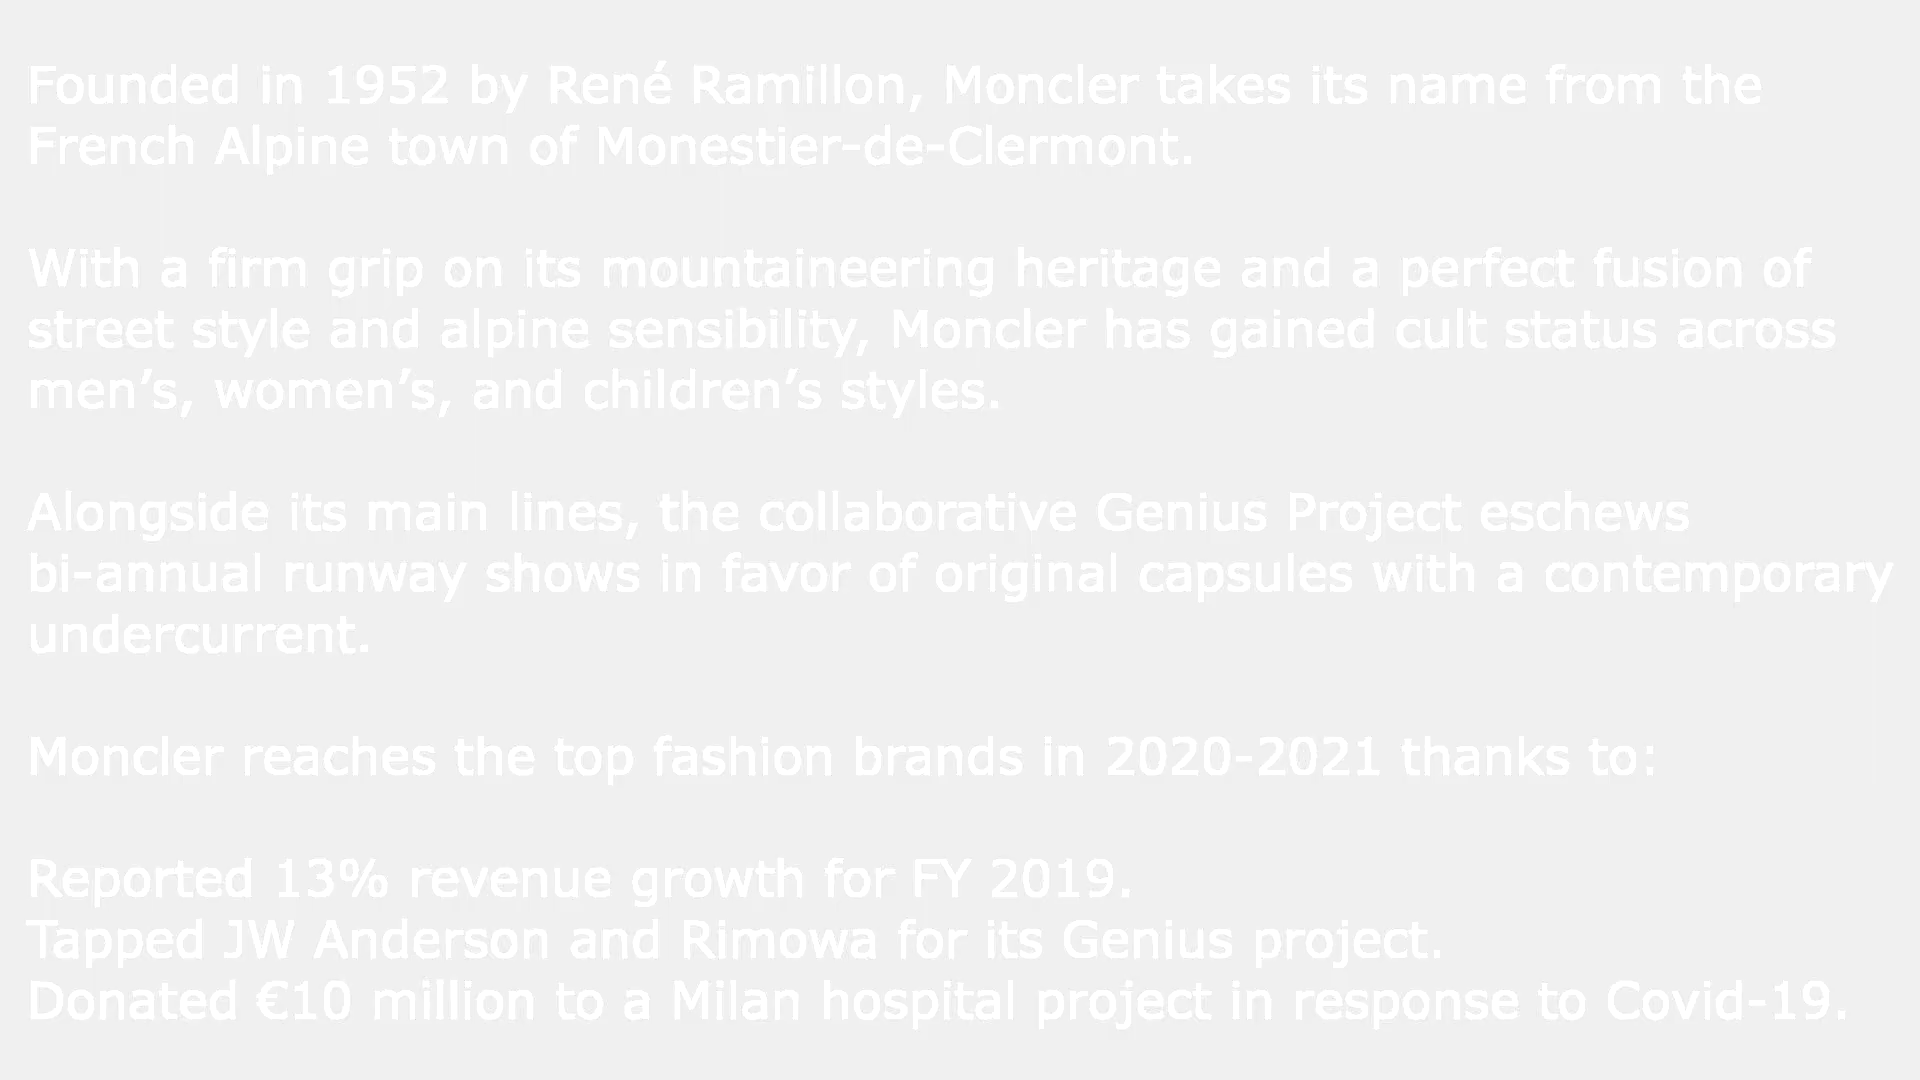 Founded in 1952 by René Ramillon, Moncler takes its name from the
French Alpine town of Monestier-de-Clermont.
With a firm grip on its mountaineering heritage and a perfect fusion of
street style and alpine sensibility, Moncler has gained cult status across
men’s, women’s, and children’s styles.
Alongside its main lines, the collaborative Genius Project eschews
bi-annual runway shows in favor of original capsules with a contemporary
undercurrent.
Moncler reaches the top fashion brands in 2020-2021 thanks to:
Reported 13% revenue growth for FY 2019.
Tapped JW Anderson and Rimowa for its Genius project.
Donated €10 million to a Milan hospital project in response to Covid-19.